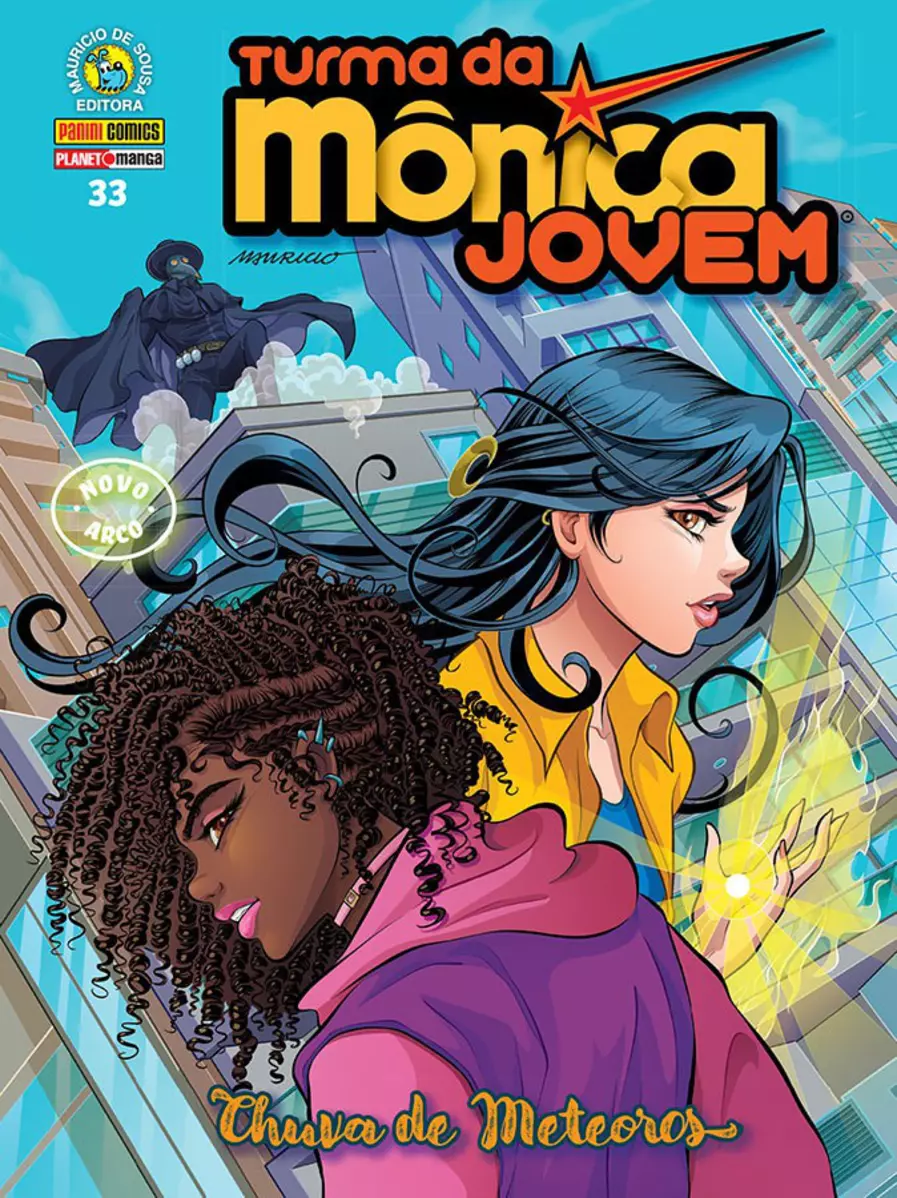 MAURICIO DE SOUSA
EDITORA
PANINI COMICS
PLANET MANGA
33
TURMA DA
MÔNICA
JOVEM
MAURICIO
NOVO
ARCO
Chuva de Meteoros